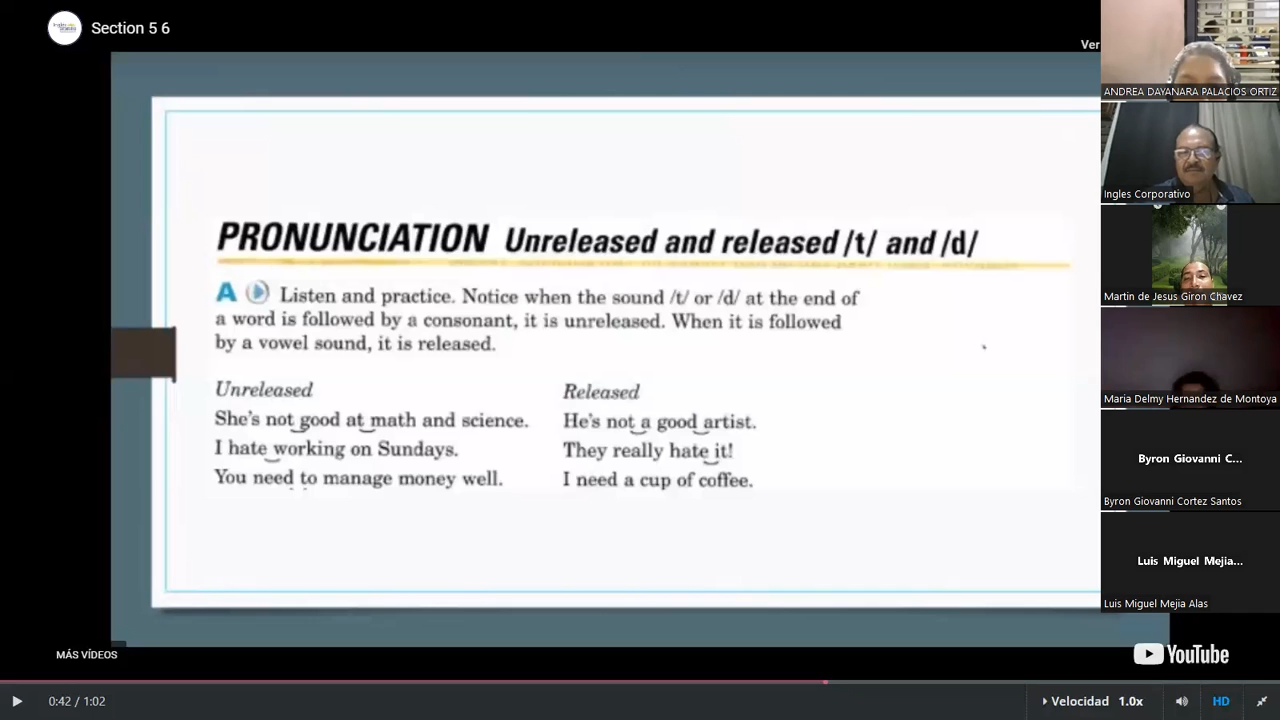 Section 5 6
Ver
ANDREA DAYANARA PALACIOS ORTIZ
Ingles Corporativo
Martin de Jesus Giron Chavez
Maria Delmy Hernandez de Montoya
Byron Giovanni C...
Byron Giovanni Cortez Santos
Luis Miguel Mejia...
Luis Miguel Mejia Alas
PRONUNCIATION Unreleased and released /t/ and /d/
A Listen and practice. Notice when the sound /t/ or /d/ at the end of
a word is followed by a consonant, it is unreleased. When it is followed
by a vowel sound, it is released.
Unreleased
She's not good at math and science.
I hate working on Sundays.
You need to manage money well.
Released
He's not a good artist.
They really hate it!
I need a cup of coffee.
MÁS VÍDEOS
YouTube
0:42 / 1:02
Velocidad 1.0x
HD